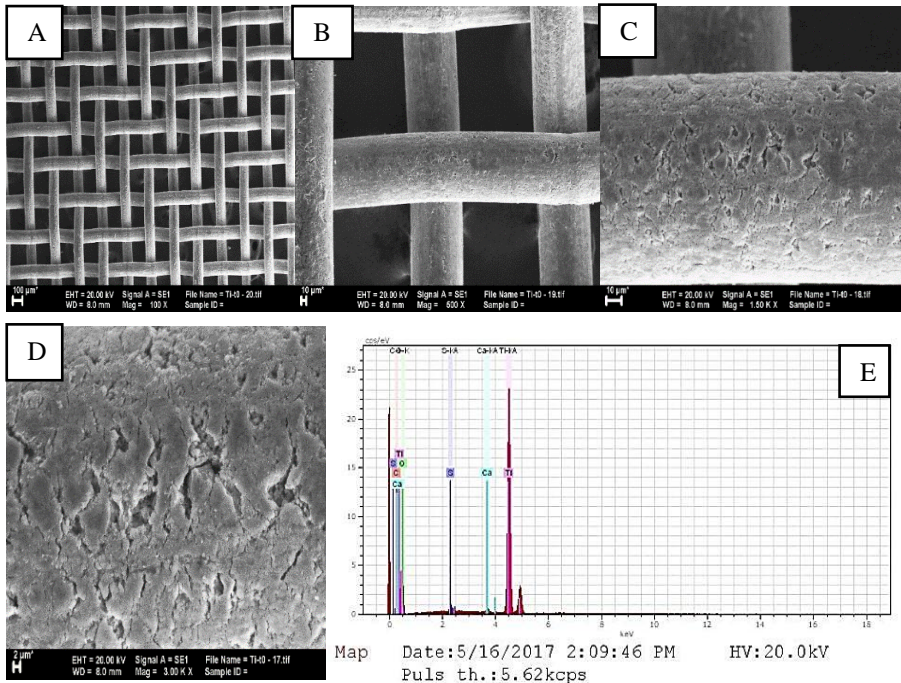 A
B
C
100 µm*
EHT = 20.00 kV Signal A = SE1 File Name = Ti-t0 - 20.tif
WD = 8.0 mm Mag = 100 X Sample ID =
10 µm*
EHT = 20.00 kV Signal A = SE1 File Name = Ti-t0 - 19.tif
WD = 8.0 mm Mag = 500 X Sample ID =
10 µm*
EHT = 20.00 kV Signal A = SE1 File Name = Ti-t0 - 18.tif
WD = 8.0 mm Mag = 1.50 K X Sample ID =
D
2 µm*
EHT = 20.00 kV Signal A = SE1 File Name = Ti-t0 - 17.tif
WD = 8.0 mm Mag = 3.00 K X Sample ID =
E
cps/eV
25
20
15
10
5
0
Ti
S O
C
Ca
S
Ca
Ti
0 2 4 6 8 10 12 14 16 18
keV
Map Date:5/16/2017 2:09:46 PM HV:20.0kV
Puls th.:5.62kcps